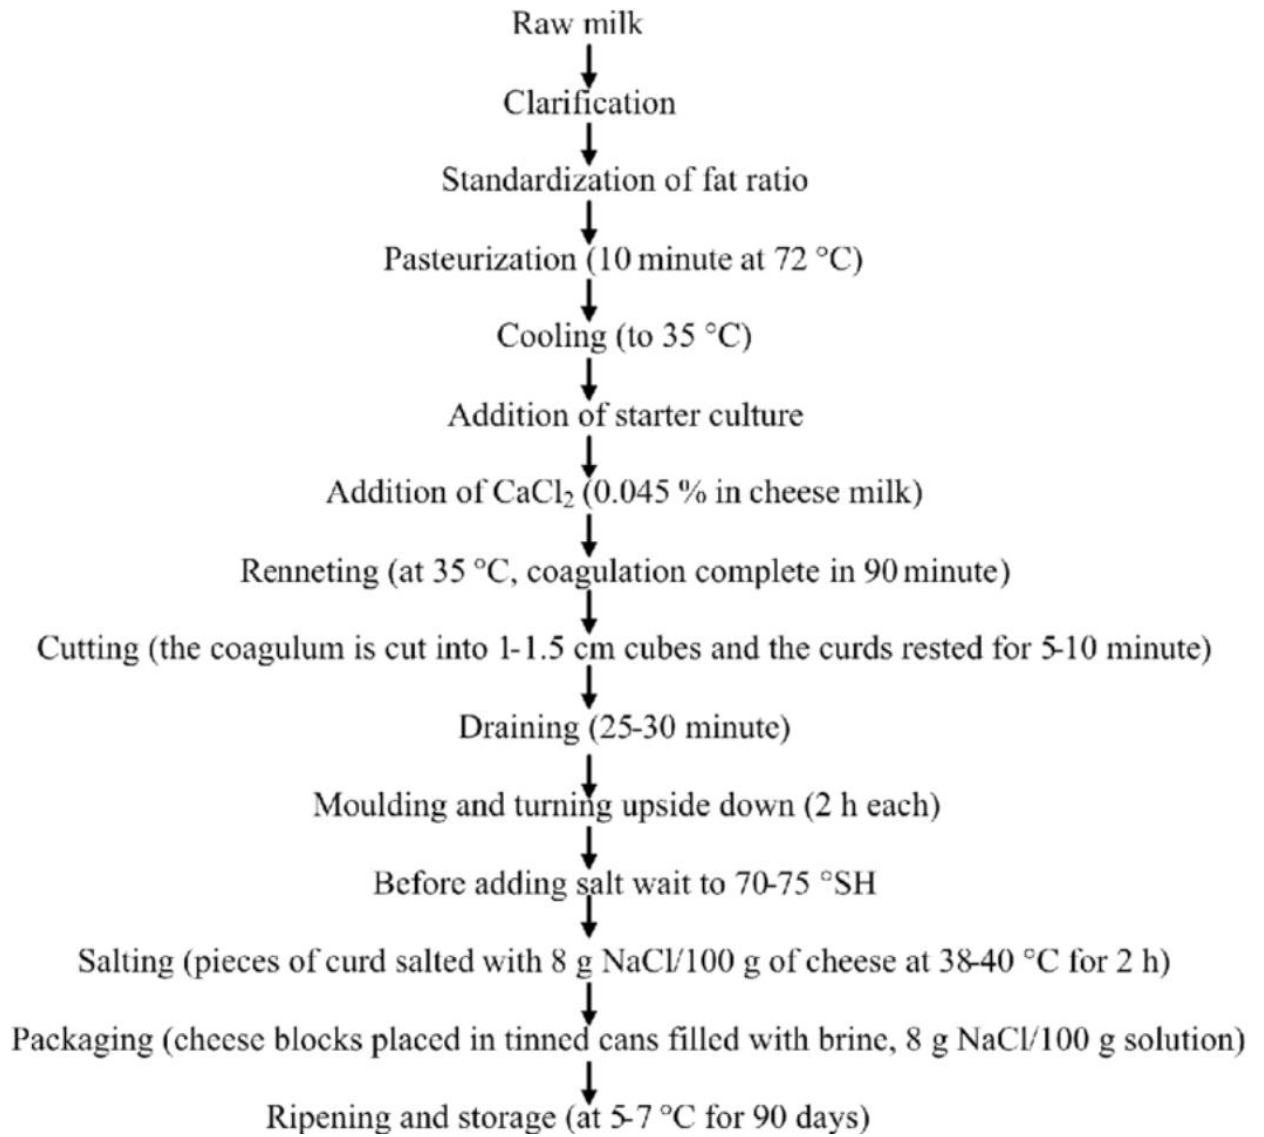 Raw milk
Clarification
Standardization of fat ratio
Pasteurization (10 minute at 72 °C)
Cooling (to 35 °C)
Addition of starter culture
Addition of CaCl₂ (0.045 % in cheese milk)
Renneting (at 35 °C, coagulation complete in 90 minute)
Cutting (the coagulum is cut into 1-1.5 cm cubes and the curds rested for 5-10 minute)
Draining (25-30 minute)
Moulding and turning upside down (2 h each)
Before adding salt wait to 70-75 °SH
Salting (pieces of curd salted with 8 g NaCl/100 g of cheese at 38-40 °C for 2 h)
Packaging (cheese blocks placed in tinned cans filled with brine, 8 g NaCl/100 g solution)
Ripening and storage (at 5-7 °C for 90 days)